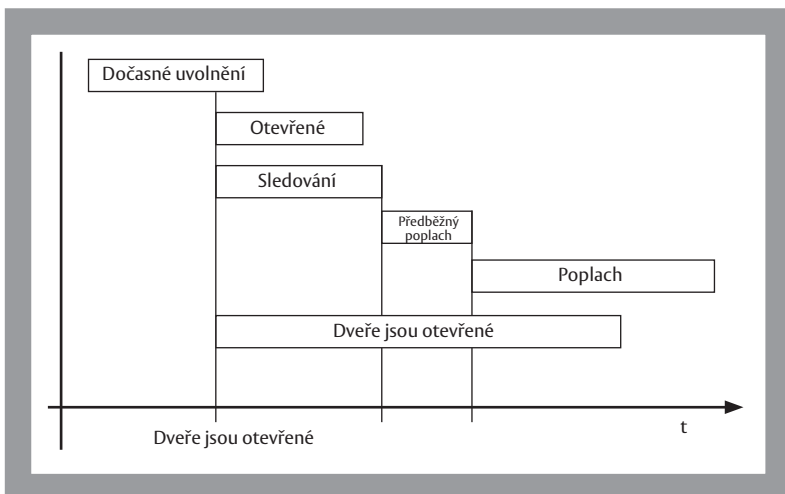 Dočasné uvolnění
Otevřené
Sledování
Předběžný
poplach
Poplach
Dveře jsou otevřené
t
Dveře jsou otevřené